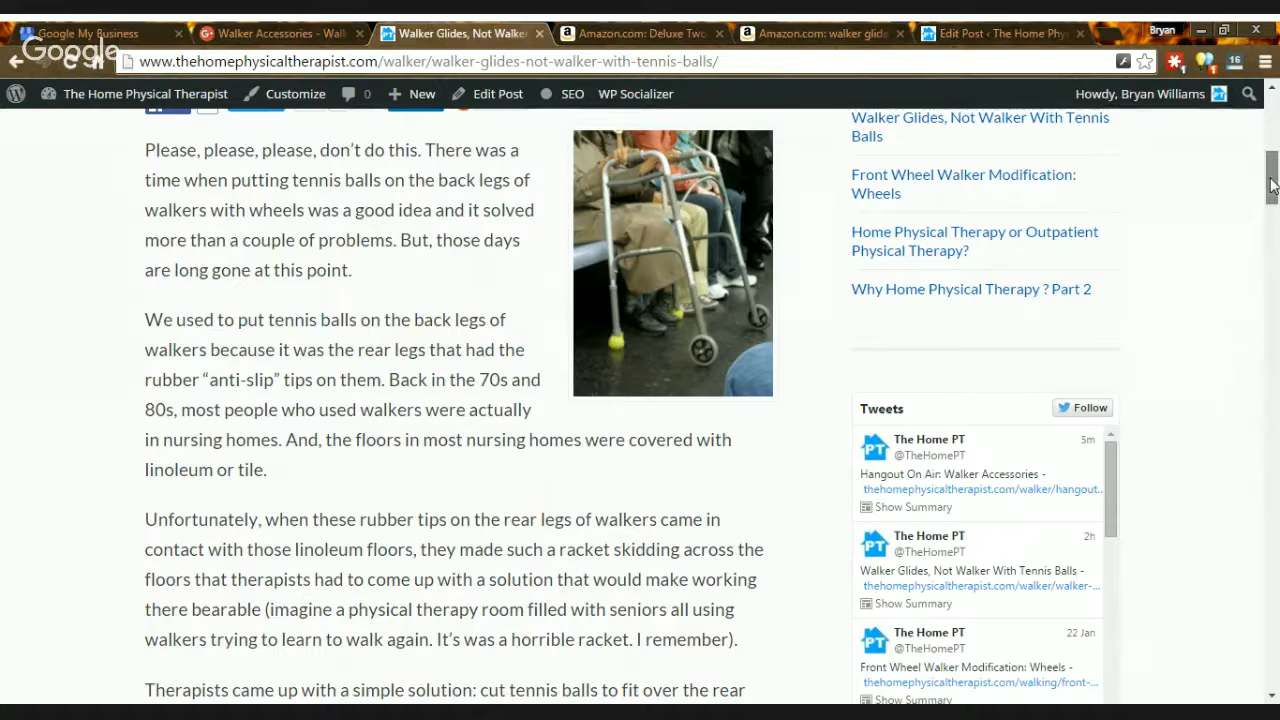 Google My Business
Walker Accessories - Wal
Walker Glides, Not Walke
Amazon.com: Deluxe Two
Amazon.com: walker glide
Edit Post ‹ The Home Phy
Bryan
Google
www.thehomephysicaltherapist.com/walker/walker-glides-not-walker-with-tennis-balls/
16
The Home Physical Therapist
Customize
0
New
Edit Post
SEO
WP Socializer
Howdy, Bryan Williams
Please, please, please, don't do this. There was a
time when putting tennis balls on the back legs of
walkers with wheels was a good idea and it solved
more than a couple of problems. But, those days
are long gone at this point.
We used to put tennis balls on the back legs of
walkers because it was the rear legs that had the
rubber “anti-slip” tips on them. Back in the 70s and
80s, most people who used walkers were actually
in nursing homes. And, the floors in most nursing homes were covered with
linoleum or tile.
Unfortunately, when these rubber tips on the rear legs of walkers came in
contact with those linoleum floors, they made such a racket skidding across the
floors that therapists had to come up with a solution that would make working
there bearable (imagine a physical therapy room filled with seniors all using
walkers trying to learn to walk again. It's was a horrible racket. I remember).
Therapists came up with a simple solution: cut tennis balls to fit over the rear
Walker Glides, Not Walker With Tennis
Balls
Front Wheel Walker Modification:
Wheels
Home Physical Therapy or Outpatient
Physical Therapy?
Why Home Physical Therapy ? Part 2
Tweets
Follow
The Home PT
5m
@TheHomePT
Hangout On Air: Walker Accessories -
thehomephysicaltherapist.com/walker/hangout...
Show Summary
The Home PT
2h
@TheHomePT
Walker Glides, Not Walker With Tennis Balls -
thehomephysicaltherapist.com/walker/walker-...
Show Summary
The Home PT
22 Jan
@TheHomePT
Front Wheel Walker Modification: Wheels -
thehomephysicaltherapist.com/walking/front-...
Show Summary